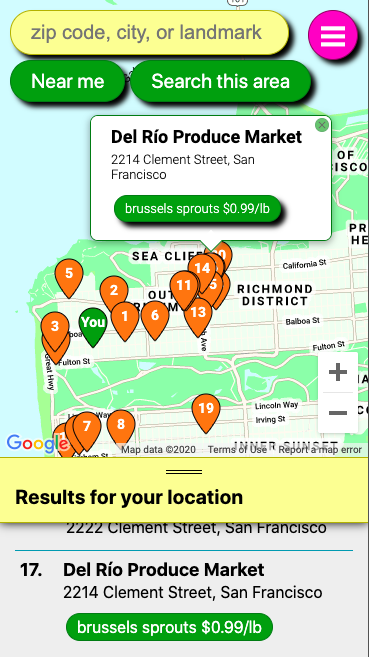 101
zip code, city, or landmark
Near me
Search this area
Del Río Produce Market
2214 Clement Street, San
Francisco
brussels sprouts $0.99/lb
SEA CLIFF
California St
14
5
2
11
RICHMOND
DISTRICT
3
You
1
6
13
Balboa St
Fulton St
Fulton St
Great Hwy
19
7
8
Lincoln Way
Irving St
INNER SUNSET
+
−
Google
Map data ©2020
Terms of Use
Report a map error
Results for your location
2222 Clement Street, San Francisco
17. Del Río Produce Market
2214 Clement Street, San Francisco
brussels sprouts $0.99/lb